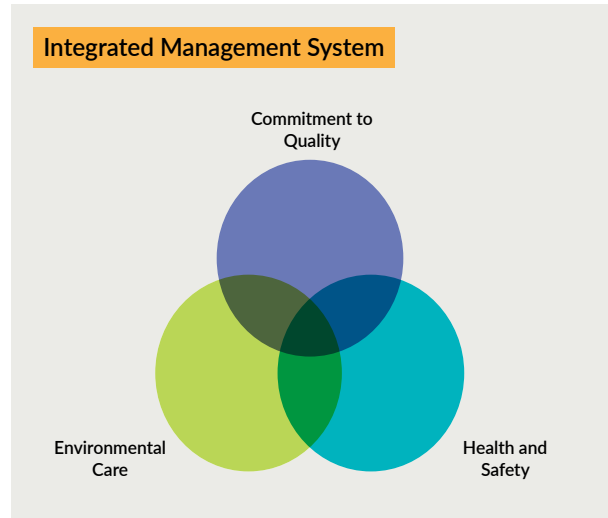 Integrated Management System
Commitment to
Quality
Environmental
Care
Health and
Safety